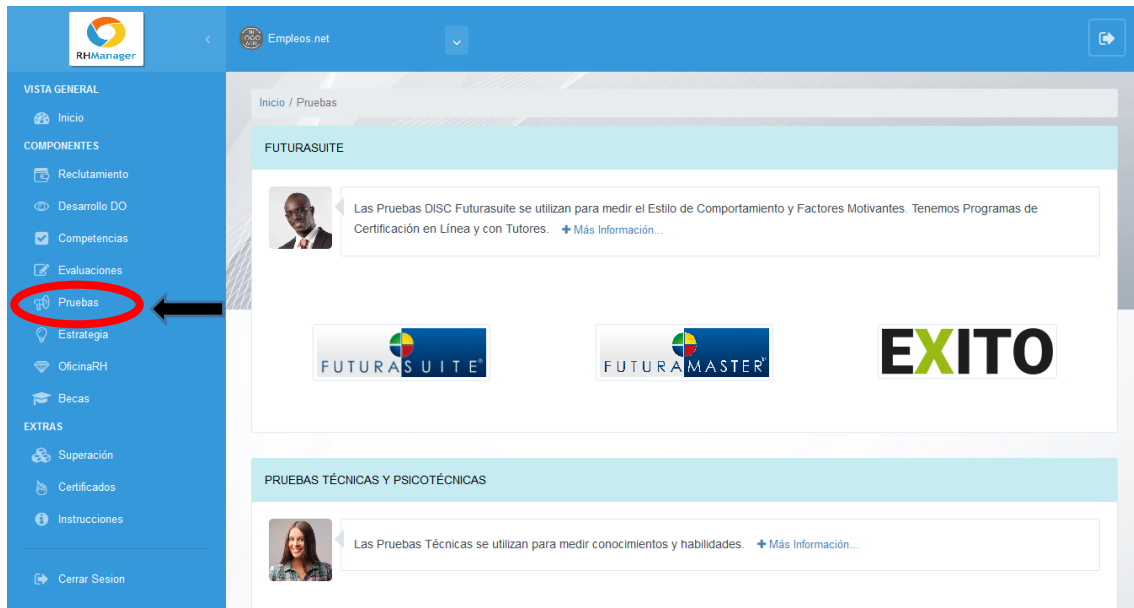 RHManager
Empleos.net
VISTA GENERAL
Inicio
COMPONENTES
Reclutamiento
Desarrollo DO
Competencias
Evaluaciones
Pruebas
Estrategia
OficinaRH
Becas
EXTRAS
Superación
Certificados
Instrucciones
Cerrar Sesion
Inicio / Pruebas
FUTURASUITE
Las Pruebas DISC Futurasuite se utilizan para medir el Estilo de Comportamiento y Factores Motivantes. Tenemos Programas de
Certificación en Línea y con Tutores. + Más Información...
FUTURASUITE®
FUTURAMASTER
EXITO
PRUEBAS TÉCNICAS Y PSICOTÉCNICAS
Las Pruebas Técnicas se utilizan para medir conocimientos y habilidades. + Más Información...